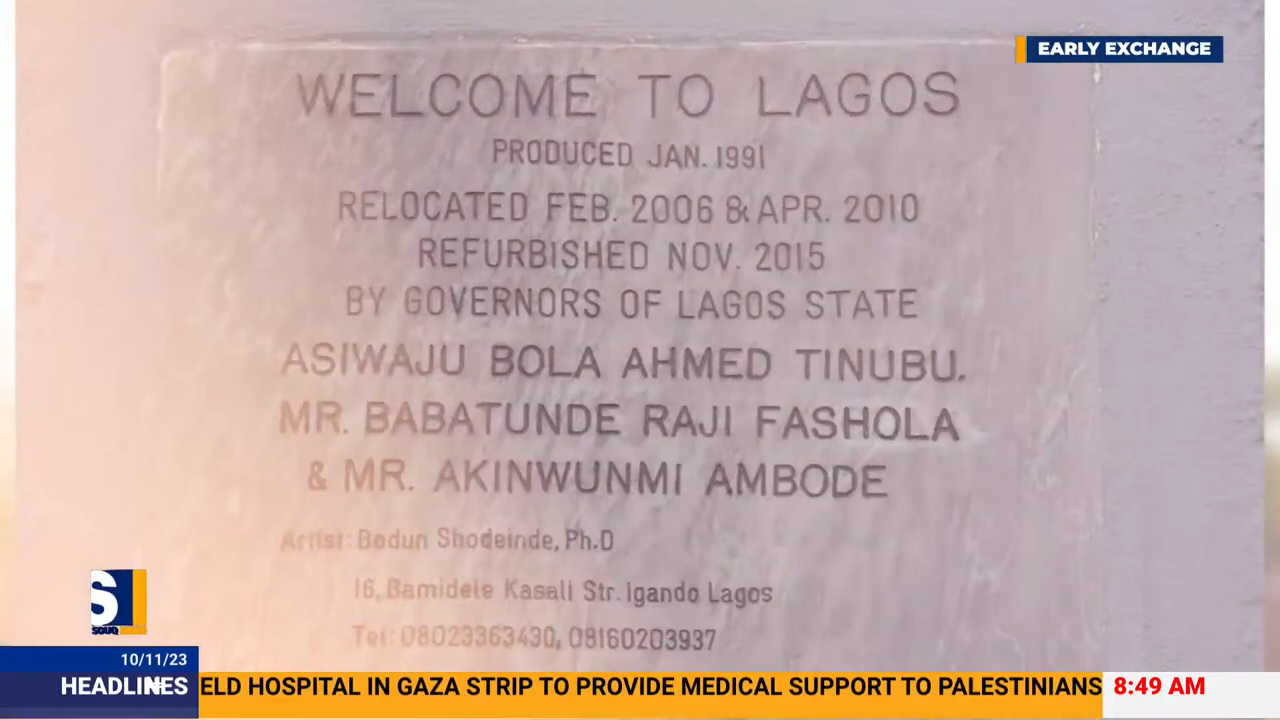 EARLY EXCHANGE
WELCOME TO LAGOS
PRODUCED JAN. 1991
RELOCATED FEB. 2006 & APR. 2010
REFURBISHED NOV. 2015
BY GOVERNORS OF LAGOS STATE
ASIWAJU BOLA AHMED TINUBU.
MR. BABATUNDE RAJI FASHOLA
& MR. AKINWUNMI AMBODE
Artist: Bodun Shodeinde, Ph.D
16, Bamidele Kasali Str. Igando Lagos
Tel: 08023363430, 08160203937
S
SOUQ
10/11/23
HEADLINES ELD HOSPITAL IN GAZA STRIP TO PROVIDE MEDICAL SUPPORT TO PALESTINIANS 8:49 AM